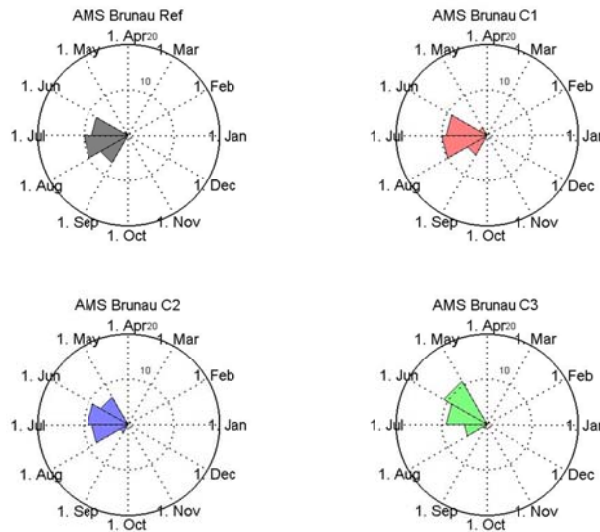 AMS Brunau Ref
1. Apr
20
1. May
1. Mar
1. Jun
10
1. Feb
1. Jul
1. Jan
1. Aug
1. Dec
1. Sep
1. Nov
1. Oct
AMS Brunau C1
1. Apr
20
1. May
1. Mar
1. Jun
10
1. Feb
1. Jul
1. Jan
1. Aug
1. Dec
1. Sep
1. Nov
1. Oct
AMS Brunau C2
1. Apr
20
1. May
1. Mar
1. Jun
10
1. Feb
1. Jul
1. Jan
1. Aug
1. Dec
1. Sep
1. Nov
1. Oct
AMS Brunau C3
1. Apr
20
1. May
1. Mar
1. Jun
10
1. Feb
1. Jul
1. Jan
1. Aug
1. Dec
1. Sep
1. Nov
1. Oct